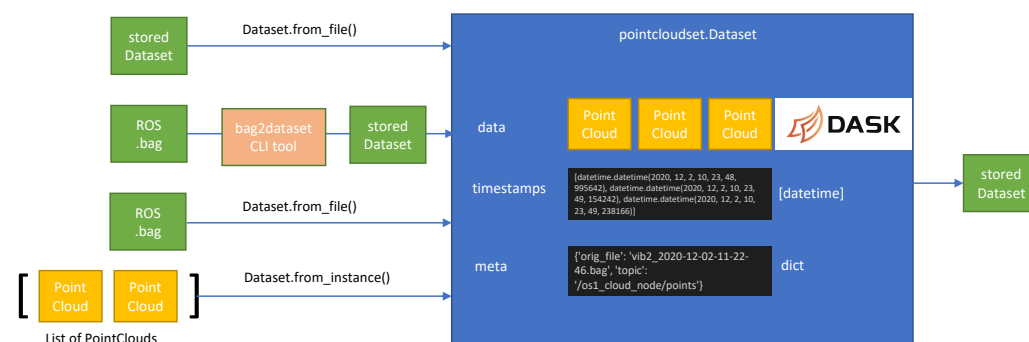 stored
Dataset
Dataset.from_file()
ROS
.bag
bag2dataset
CLI tool
stored
Dataset
ROS
.bag
Dataset.from_file()
[
Point
Cloud
Point
Cloud
]
Dataset.from_instance()
List of PointClouds
pointcloudset.Dataset
data
Point
Cloud
Point
Cloud
Point
Cloud
DASK
timestamps
[datetime.datetime(2020, 12, 2, 10, 23, 48,
995642), datetime.datetime(2020, 12, 2, 10, 23,
49, 154242), datetime.datetime(2020, 12, 2, 10,
23, 49, 238166)]
[datetime]
meta
{'orig_file': 'vib2_2020-12-02-11-22-
46.bag', 'topic':
'/os1_cloud_node/points'}
dict
stored
Dataset